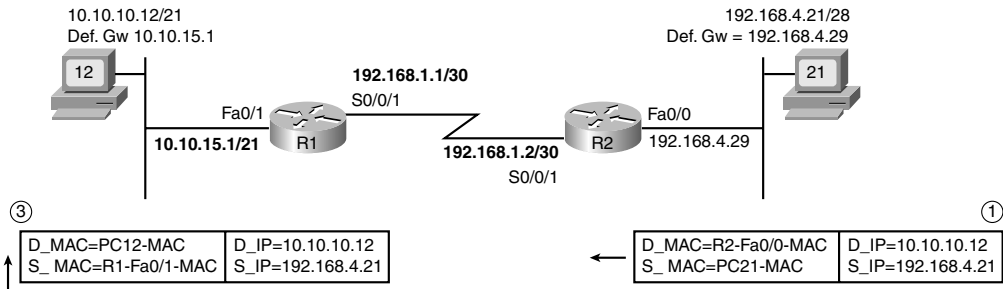 10.10.10.12/21
Def. Gw 10.10.15.1
12
192.168.4.21/28
Def. Gw = 192.168.4.29
21
192.168.1.1/30
S0/0/1
Fa0/1
R1
10.10.15.1/21
Fa0/0
R2
192.168.4.29
192.168.1.2/30
S0/0/1
3
D_MAC=PC12-MAC D_IP=10.10.10.12
S_ MAC=R1-Fa0/1-MAC S_IP=192.168.4.21
1
D_MAC=R2-Fa0/0-MAC D_IP=10.10.10.12
S_ MAC=PC21-MAC S_IP=192.168.4.21